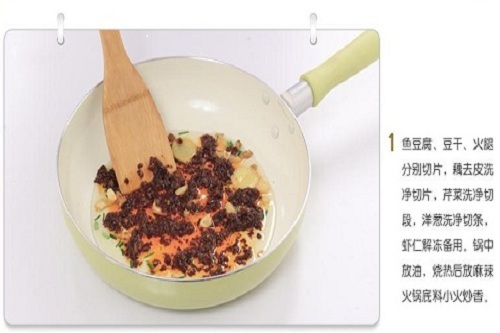 1 鱼豆腐、豆干、火腿
分别切片，藕去皮洗
净切片，芹菜洗净切
段，洋葱洗净切条，
虾仁解冻备用。锅中
放油，烧热后放麻辣
火锅底料小火炒香。